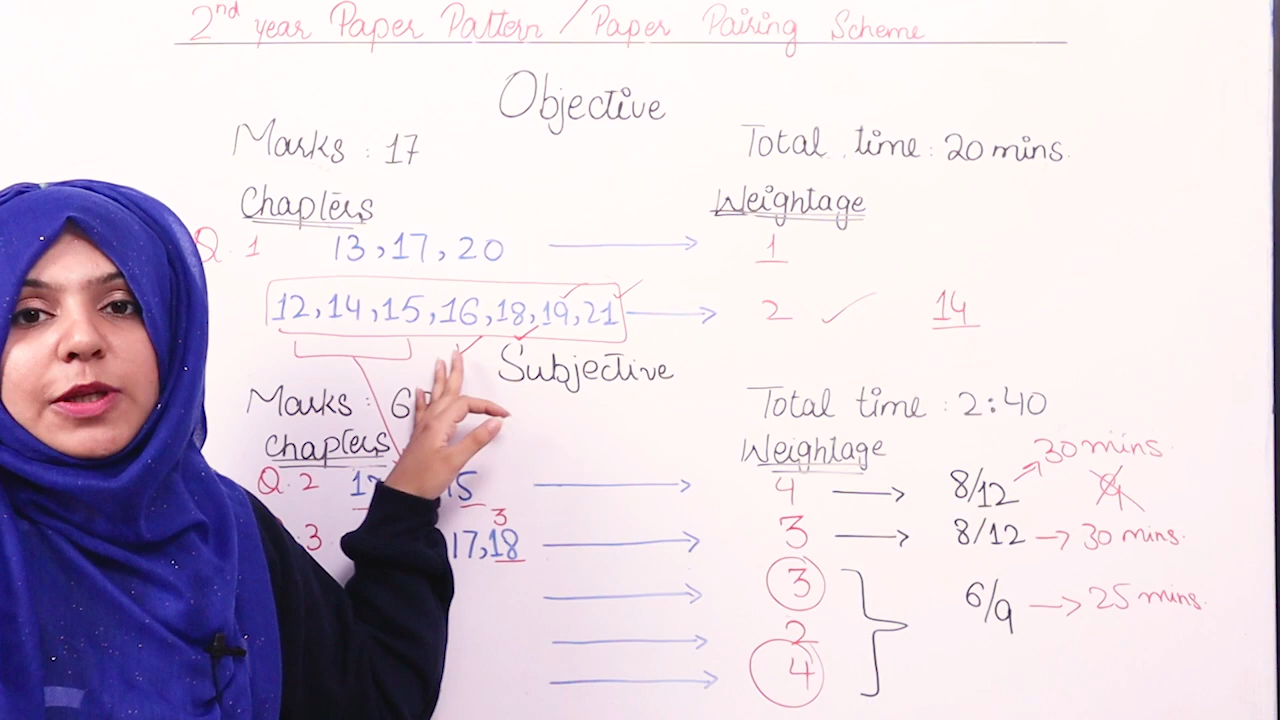 2nd year Paper Pattern / Paper Pairing Scheme
Objective
Marks : 17 Total time : 20 mins.
Chapters Weightage
Q. 1 13, 17, 20 1
12, 14, 15, 16, 18, 19, 21 2 14
Subjective
Marks : 6 Total time : 2:40
Chapters Weightage 30 mins.
Q. 2 15 4 8/12
3
.3 17, 18 3 8/12 30 mins.
3 6/9 25 mins.
2
4